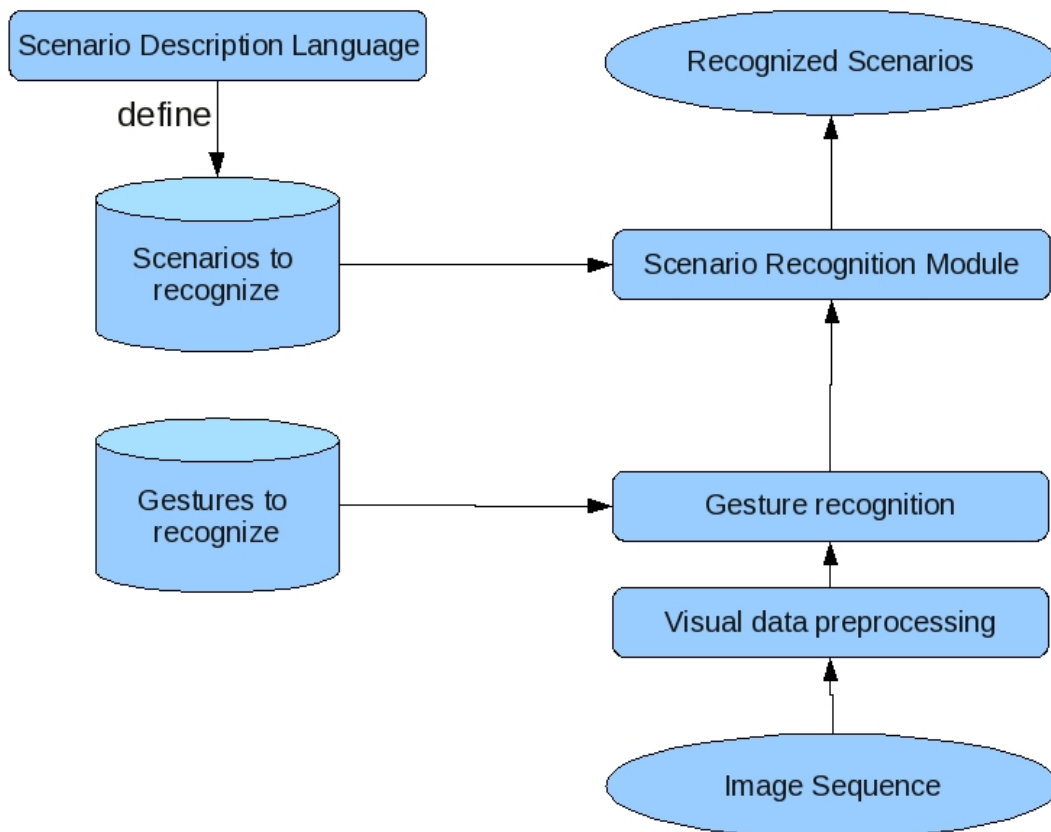 Scenario Description Language
Recognized Scenarios
define
Scenarios to
recognize
Scenario Recognition Module
Gestures to
recognize
Gesture recognition
Visual data preprocessing
Image Sequence